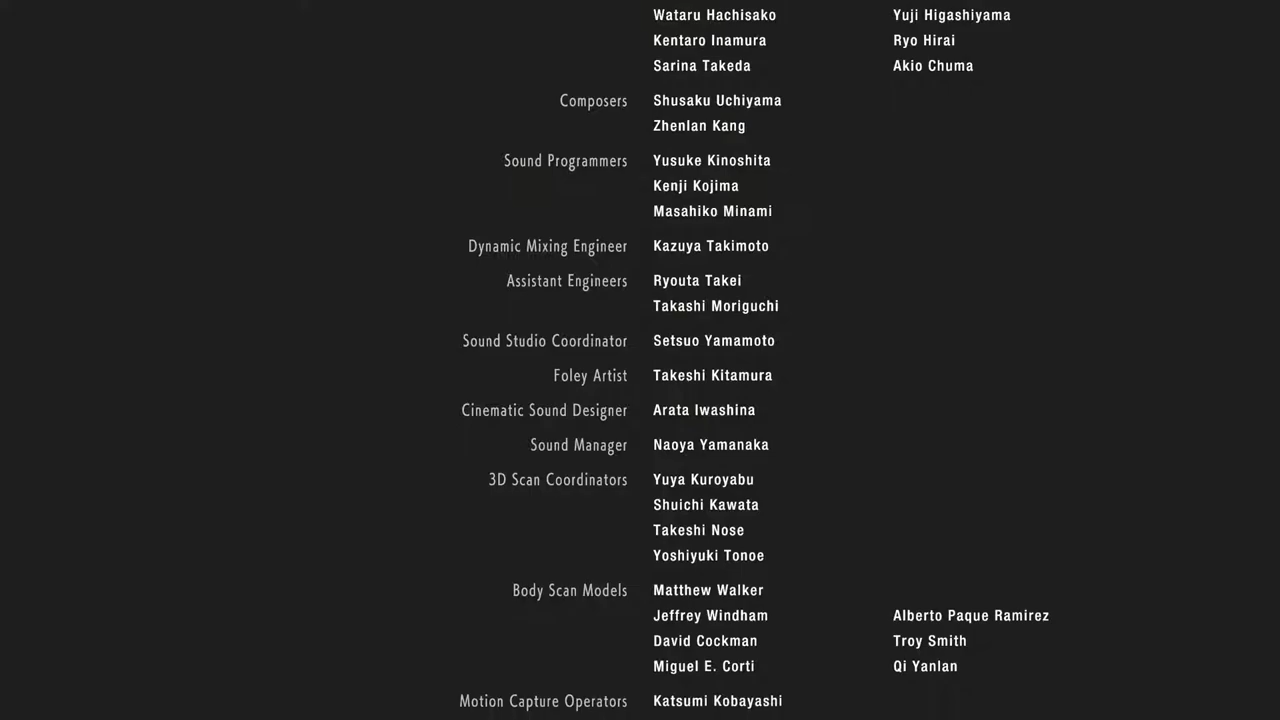 Wataru Hachisako Yuji Higashiyama
Kentaro Inamura Ryo Hirai
Sarina Takeda Akio Chuma
Composers Shusaku Uchiyama
Zhenlan Kang
Sound Programmers Yusuke Kinoshita
Kenji Kojima
Masahiko Minami
Dynamic Mixing Engineer Kazuya Takimoto
Assistant Engineers Ryouta Takei
Takashi Moriguchi
Sound Studio Coordinator Setsuo Yamamoto
Foley Artist Takeshi Kitamura
Cinematic Sound Designer Arata Iwashina
Sound Manager Naoya Yamanaka
3D Scan Coordinators Yuya Kuroyabu
Shuichi Kawata
Takeshi Nose
Yoshiyuki Tonoe
Body Scan Models Matthew Walker
Jeffrey Windham Alberto Paque Ramirez
David Cockman Troy Smith
Miguel E. Corti Qi Yanlan
Motion Capture Operators Katsumi Kobayashi